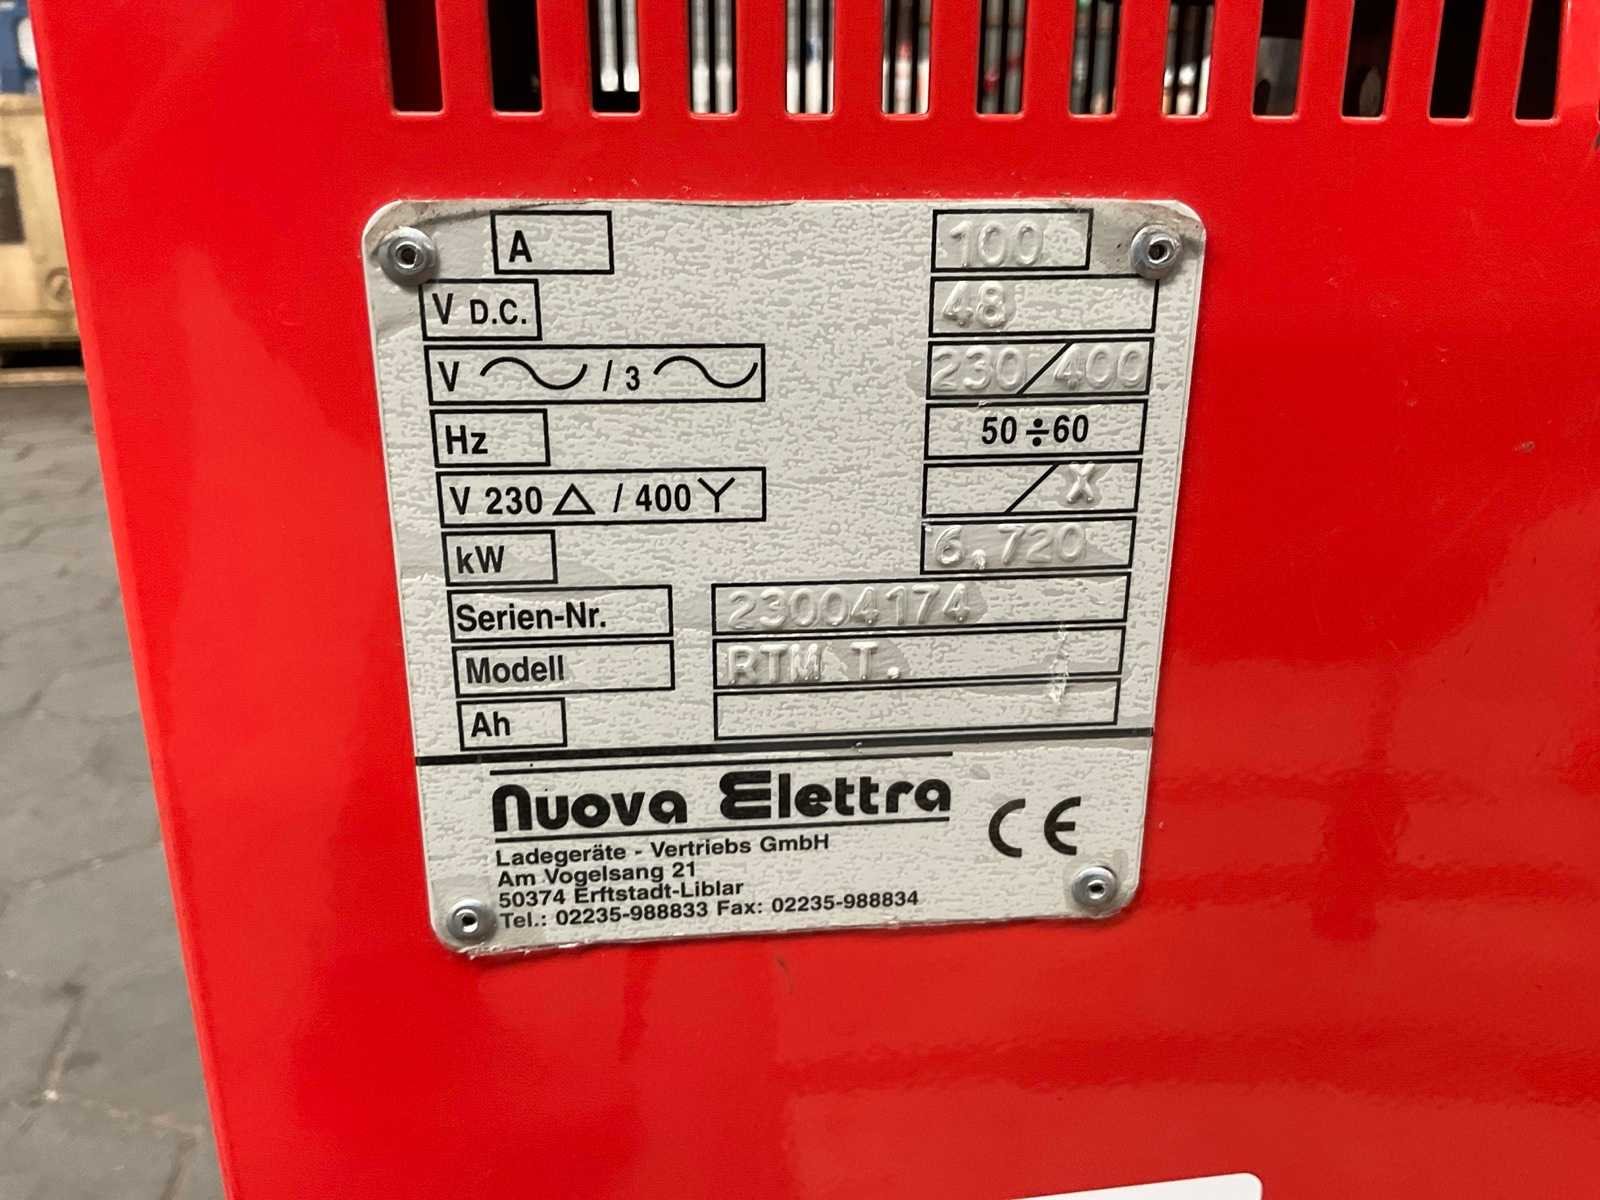 A 100
V D.C. 48
V / 3 230/400
Hz 50÷60
V 230 △ / 400 Y / X
kW 6,720
Serien-Nr. 23004174
Modell RTM T.
Ah
Nuova Elettra
CE
Ladegeräte - Vertriebs GmbH
Am Vogelsang 21
50374 Erftstadt-Liblar
Tel.: 02235-988833 Fax: 02235-988834